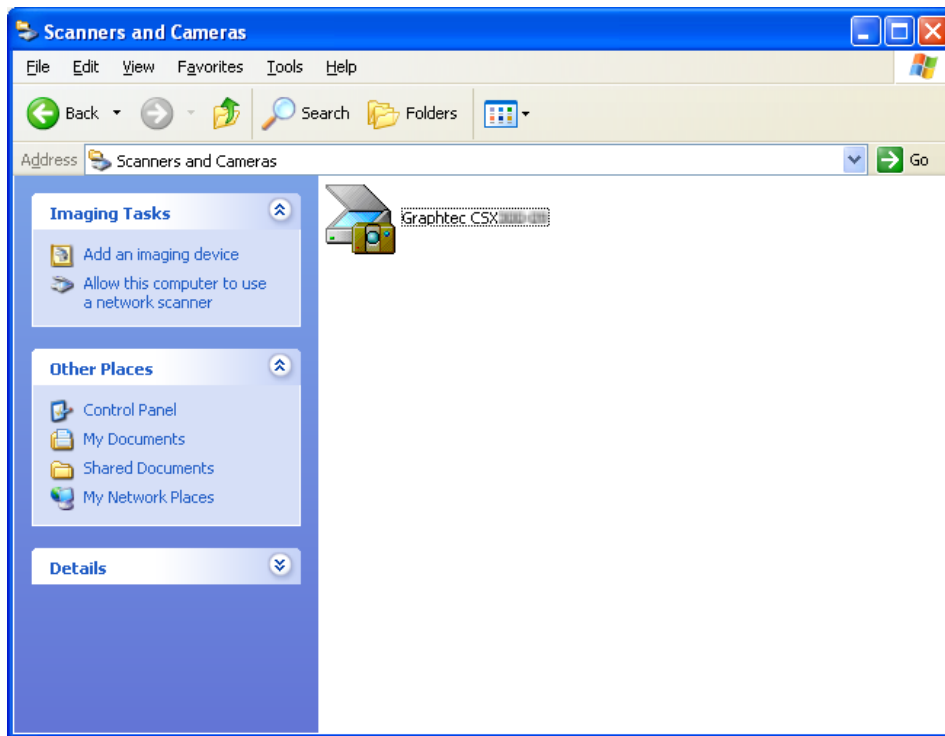 Scanners and Cameras
File Edit View Favorites Tools Help
Back Search Folders
Address Scanners and Cameras Go
Imaging Tasks
Add an imaging device
Allow this computer to use
a network scanner
Other Places
Control Panel
My Documents
Shared Documents
My Network Places
Details
Graphtec CSX